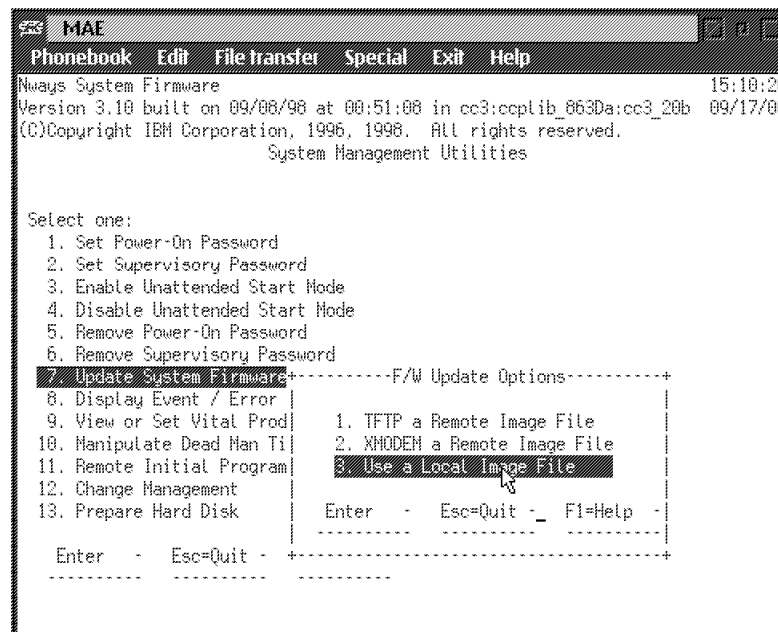 MAE
Phonebook Edit File transfer Special Exit Help
Nways System Firmware 15:10:2
Version 3.10 built on 09/08/98 at 00:51:08 in cc3:ccplib_863Da:cc3_20b 09/17/0
(C)Copyright IBM Corporation, 1996, 1998. All rights reserved.
System Management Utilities
Select one:
1. Set Power-On Password
2. Set Supervisory Password
3. Enable Unattended Start Mode
4. Disable Unattended Start Mode
5. Remove Power-On Password
6. Remove Supervisory Password
7. Update System Firmware+----------F/W Update Options----------+
8. Display Event / Error | |
9. View or Set Vital Prod| 1. TFTP a Remote Image File |
10. Manipulate Dead Man Ti| 2. XMODEM a Remote Image File |
11. Remote Initial Program| 3. Use a Local Image File |
12. Change Management | |
13. Prepare Hard Disk | Enter - Esc=Quit -_ F1=Help -|
| ---------- ---------- ----------|
Enter - Esc=Quit - +--------------------------------------+
---------- ---------- ----------